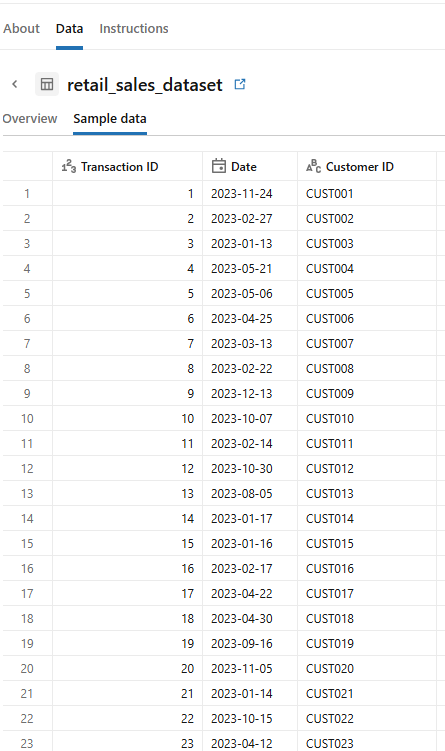 About Data Instructions
retail_sales_dataset
Overview Sample data
123 Transaction ID Date ABC Customer ID
1 1 2023-11-24 CUST001
2 2 2023-02-27 CUST002
3 3 2023-01-13 CUST003
4 4 2023-05-21 CUST004
5 5 2023-05-06 CUST005
6 6 2023-04-25 CUST006
7 7 2023-03-13 CUST007
8 8 2023-02-22 CUST008
9 9 2023-12-13 CUST009
10 10 2023-10-07 CUST010
11 11 2023-02-14 CUST011
12 12 2023-10-30 CUST012
13 13 2023-08-05 CUST013
14 14 2023-01-17 CUST014
15 15 2023-01-16 CUST015
16 16 2023-02-17 CUST016
17 17 2023-04-22 CUST017
18 18 2023-04-30 CUST018
19 19 2023-09-16 CUST019
20 20 2023-11-05 CUST020
21 21 2023-01-14 CUST021
22 22 2023-10-15 CUST022
23 23 2023-04-12 CUST023